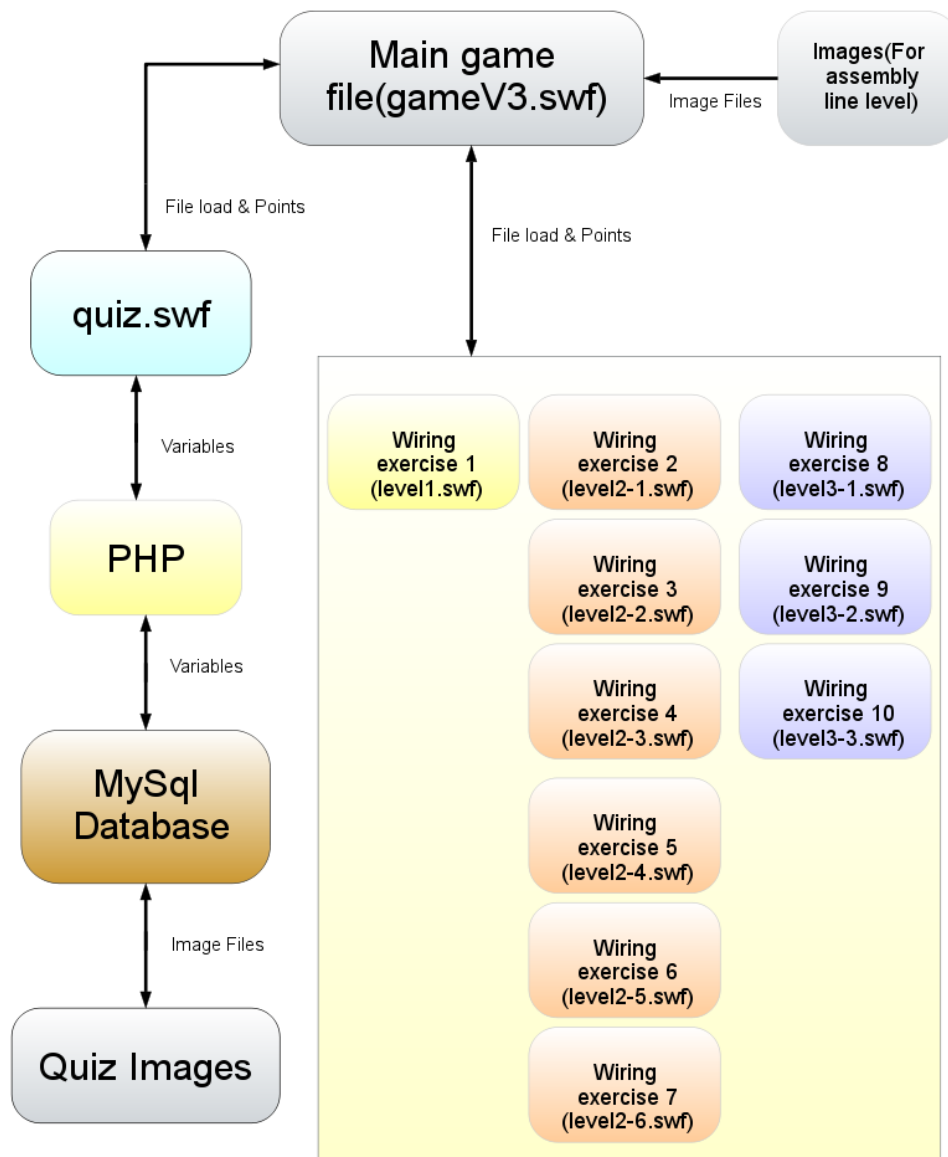 Main game
file(gameV3.swf)
Images(For
assembly
line level)
Image Files
File load & Points
File load & Points
quiz.swf
Variables
PHP
Variables
MySql
Database
Image Files
Quiz Images
Wiring
exercise 1
(level1.swf)
Wiring
exercise 2
(level2-1.swf)
Wiring
exercise 3
(level2-2.swf)
Wiring
exercise 4
(level2-3.swf)
Wiring
exercise 5
(level2-4.swf)
Wiring
exercise 6
(level2-5.swf)
Wiring
exercise 7
(level2-6.swf)
Wiring
exercise 8
(level3-1.swf)
Wiring
exercise 9
(level3-2.swf)
Wiring
exercise 10
(level3-3.swf)